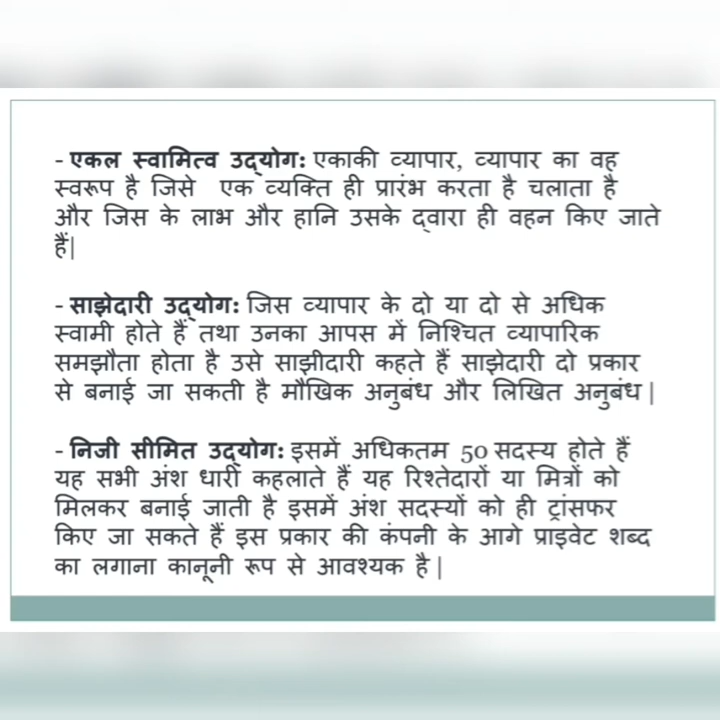 - एकल स्वामित्व उद्योग: एकाकी व्यापार, व्यापार का वह
स्वरूप है जिसे एक व्यक्ति ही प्रारंभ करता है चलाता है
और जिस के लाभ और हानि उसके द्वारा ही वहन किए जाते
हैं|
- साझेदारी उद्योग: जिस व्यापार के दो या दो से अधिक
स्वामी होते हैं तथा उनका आपस में निश्चित व्यापारिक
समझौता होता है उसे साझीदारी कहते हैं साझेदारी दो प्रकार
से बनाई जा सकती है मौखिक अनुबंध और लिखित अनुबंध |
- निजी सीमित उद्योग: इसमें अधिकतम 50 सदस्य होते हैं
यह सभी अंश धारी कहलाते हैं यह रिश्तेदारों या मित्रों को
मिलकर बनाई जाती है इसमें अंश सदस्यों को ही ट्रांसफर
किए जा सकते हैं इस प्रकार की कंपनी के आगे प्राइवेट शब्द
का लगाना कानूनी रूप से आवश्यक है |